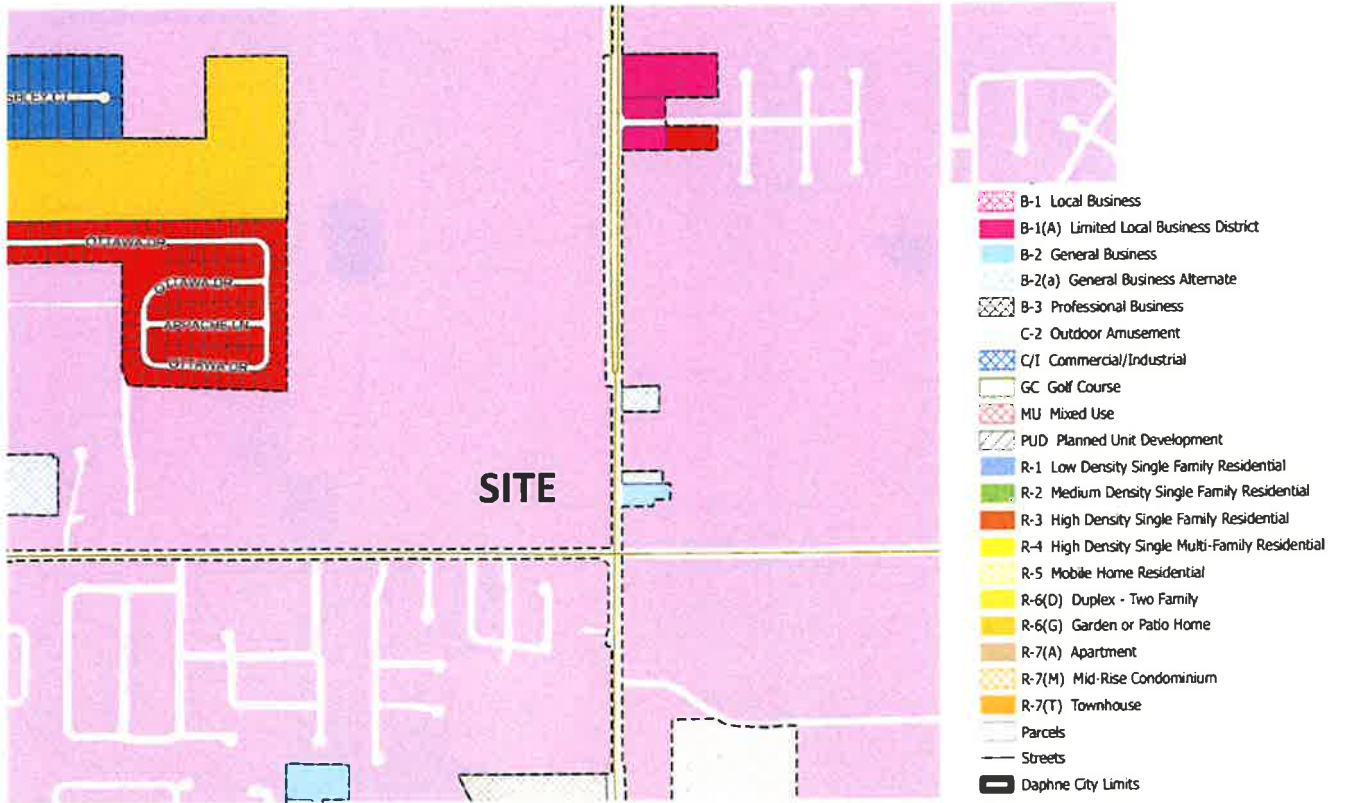 OTTAWA DR
OTTAWA DR
APPACHE LN
OTTAWA DR
SITE
B-1 Local Business
B-1(A) Limited Local Business District
B-2 General Business
B-2(a) General Business Alternate
B-3 Professional Business
C-2 Outdoor Amusement
C/I Commercial/Industrial
GC Golf Course
MU Mixed Use
PUD Planned Unit Development
R-1 Low Density Single Family Residential
R-2 Medium Density Single Family Residential
R-3 High Density Single Family Residential
R-4 High Density Single Multi-Family Residential
R-5 Mobile Home Residential
R-6(D) Duplex - Two Family
R-6(G) Garden or Patio Home
R-7(A) Apartment
R-7(M) Mid-Rise Condominium
R-7(T) Townhouse
Parcels
Streets
Daphne City Limits